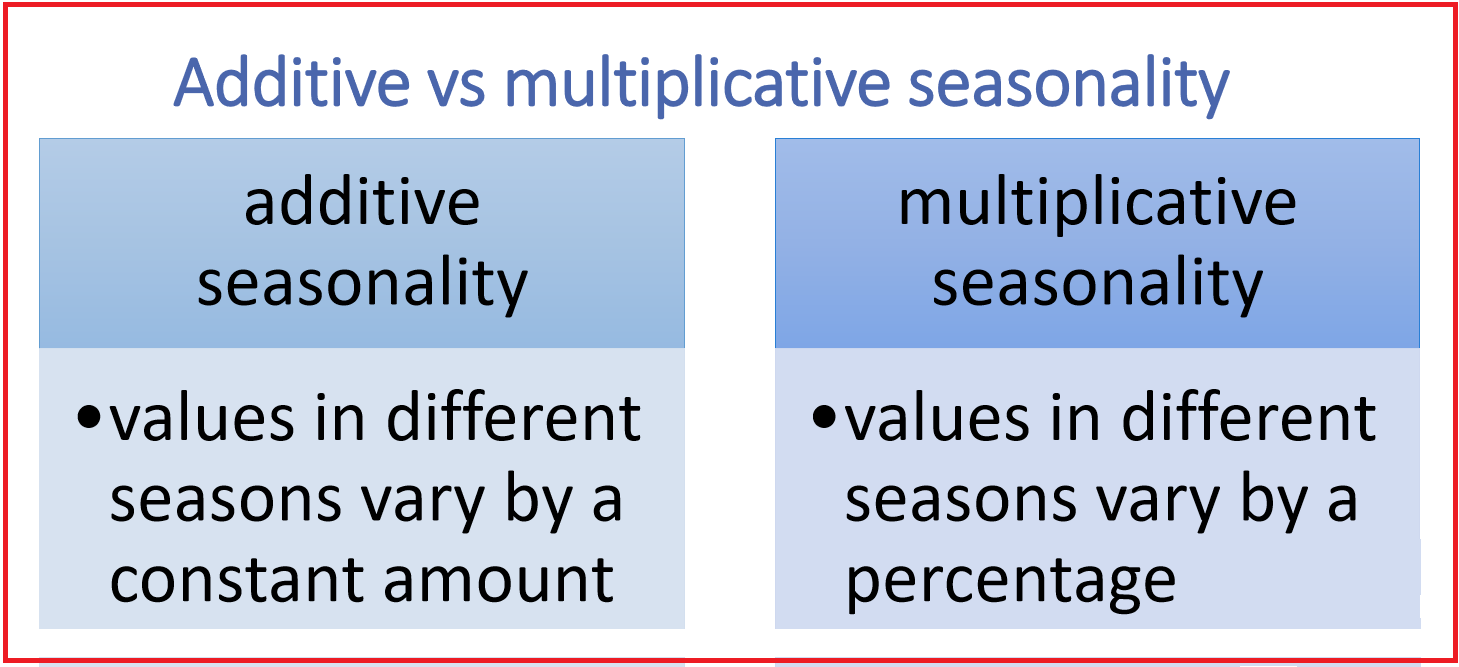 Additive vs multiplicative seasonality
additive
seasonality
•values in different
seasons vary by a
constant amount
multiplicative
seasonality
•values in different
seasons vary by a
percentage